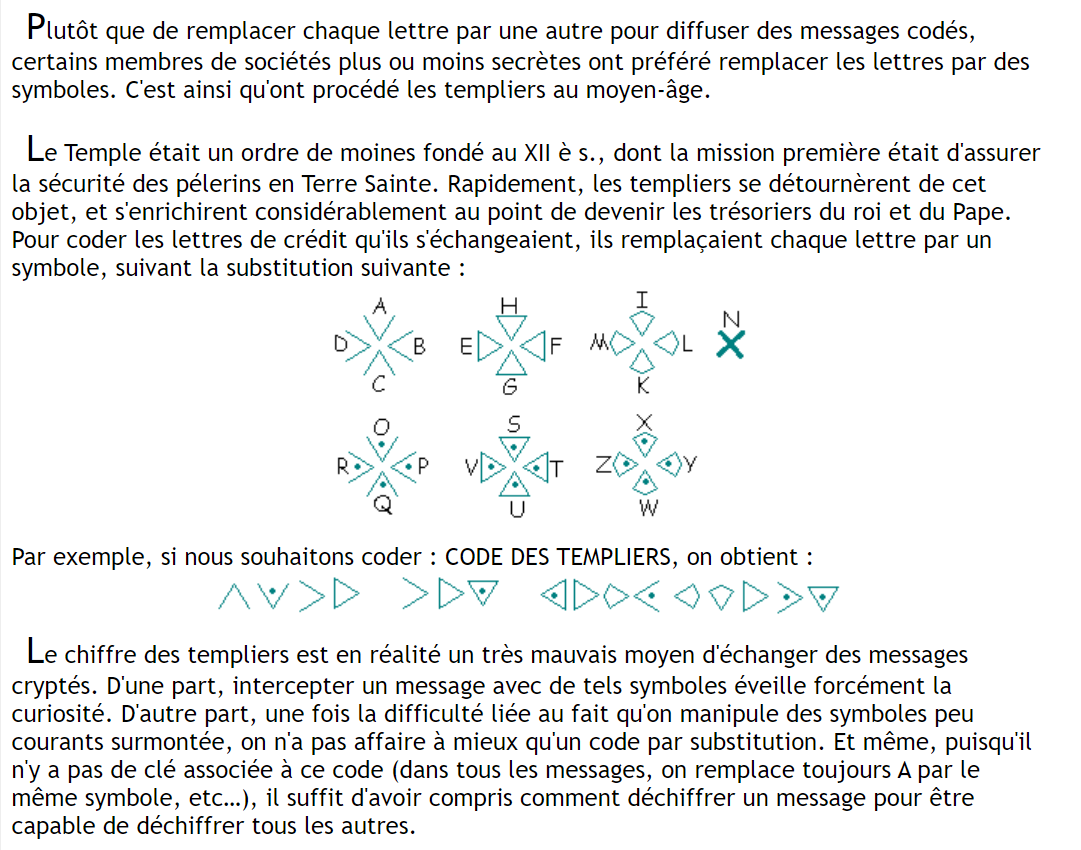 Plutôt que de remplacer chaque lettre par une autre pour diffuser des messages codés,
certains membres de sociétés plus ou moins secrètes ont préféré remplacer les lettres par des
symboles. C'est ainsi qu'ont procédé les templiers au moyen-âge.
Le Temple était un ordre de moines fondé au XII è s., dont la mission première était d'assurer
la sécurité des pélerins en Terre Sainte. Rapidement, les templiers se détournèrent de cet
objet, et s'enrichirent considérablement au point de devenir les trésoriers du roi et du Pape.
Pour coder les lettres de crédit qu'ils s'échangeaient, ils remplaçaient chaque lettre par un
symbole, suivant la substitution suivante :
A H I N
D B E F M L
C G K
O S X
R P V T Z Y
Q U W
Par exemple, si nous souhaitons coder : CODE DES TEMPLIERS, on obtient :
Le chiffre des templiers est en réalité un très mauvais moyen d'échanger des messages
cryptés. D'une part, intercepter un message avec de tels symboles éveille forcément la
curiosité. D'autre part, une fois la difficulté liée au fait qu'on manipule des symboles peu
courants surmontée, on n'a pas affaire à mieux qu'un code par substitution. Et même, puisqu'il
n'y a pas de clé associée à ce code (dans tous les messages, on remplace toujours A par le
même symbole, etc...), il suffit d'avoir compris comment déchiffrer un message pour être
capable de déchiffrer tous les autres.